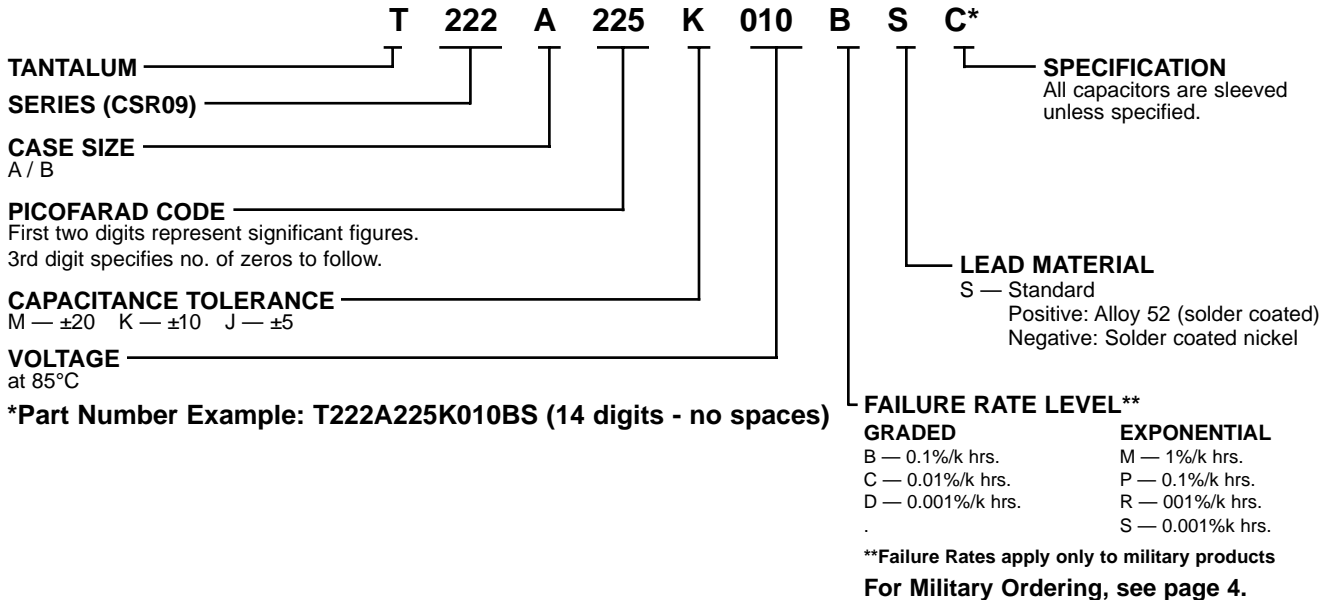 T 222 A 225 K 010 B S C*
TANTALUM
SERIES (CSR09)
CASE SIZE
A / B
PICOFARAD CODE
First two digits represent significant figures.
3rd digit specifies no. of zeros to follow.
CAPACITANCE TOLERANCE
M — ±20 K — ±10 J — ±5
VOLTAGE
at 85°C
*Part Number Example: T222A225K010BS (14 digits - no spaces)
SPECIFICATION
All capacitors are sleeved
unless specified.
LEAD MATERIAL
S — Standard
Positive: Alloy 52 (solder coated)
Negative: Solder coated nickel
FAILURE RATE LEVEL**
GRADED EXPONENTIAL
B — 0.1%/k hrs. M — 1%/k hrs.
C — 0.01%/k hrs. P — 0.1%/k hrs.
D — 0.001%/k hrs. R — 001%/k hrs.
. S — 0.001%k hrs.
**Failure Rates apply only to military products
For Military Ordering, see page 4.